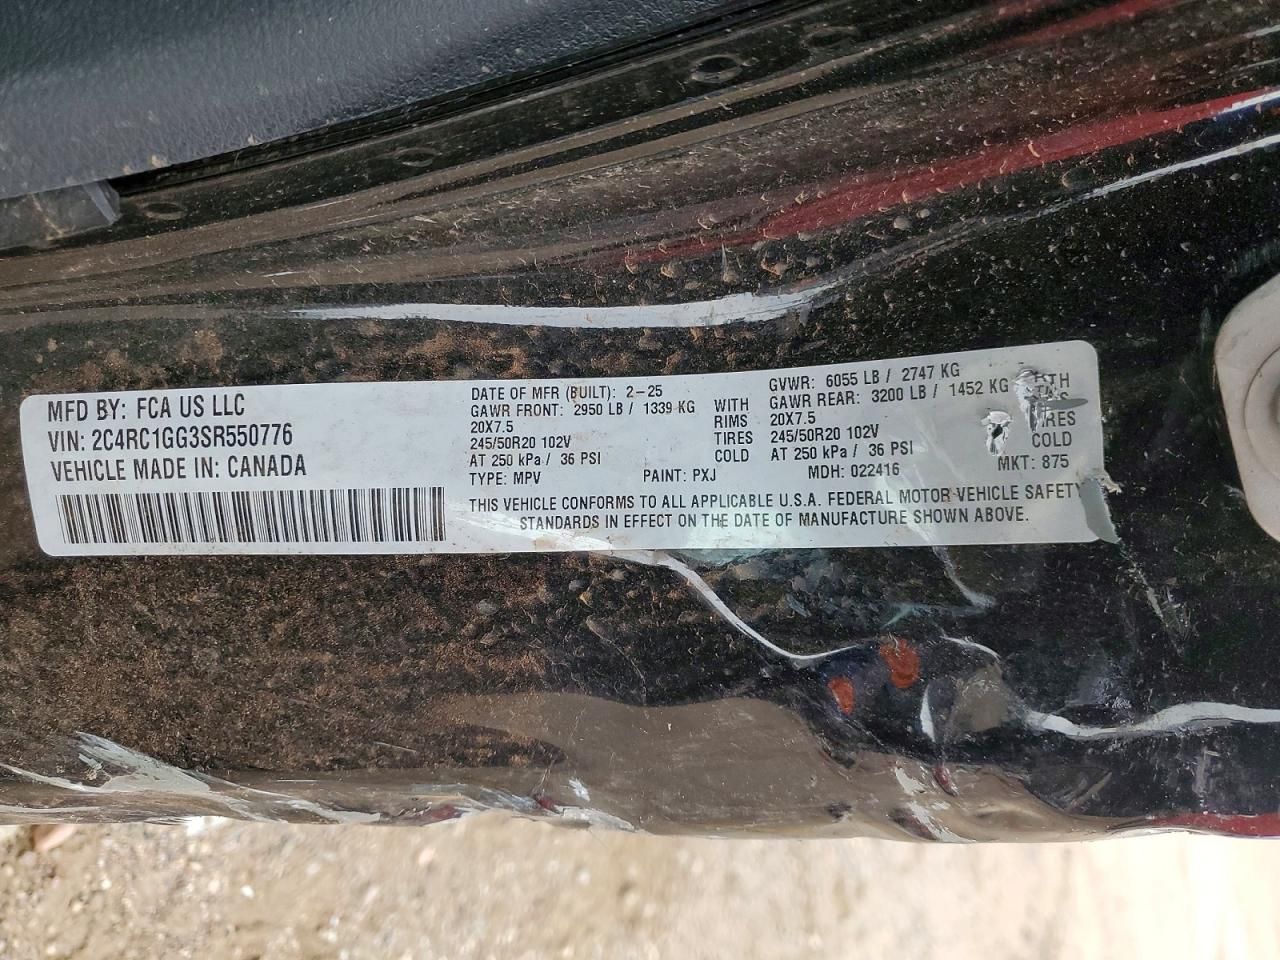 MFD BY: FCA US LLC
VIN: 2C4RC1GG3SR550776
VEHICLE MADE IN: CANADA
DATE OF MFR (BUILT): 2-25
GAWR FRONT: 2950 LB / 1339 KG WITH
20X7.5 RIMS
245/50R20 102V TIRES
AT 250 kPa / 36 PSI COLD
TYPE: MPV PAINT: PXJ
GVWR: 6055 LB / 2747 KG
GAWR REAR: 3200 LB / 1452 KG
20X7.5
245/50R20 102V
AT 250 kPa / 36 PSI COLD
MDH: 022416 MKT: 875
THIS VEHICLE CONFORMS TO ALL APPLICABLE U.S.A. FEDERAL MOTOR VEHICLE SAFETY
STANDARDS IN EFFECT ON THE DATE OF MANUFACTURE SHOWN ABOVE.